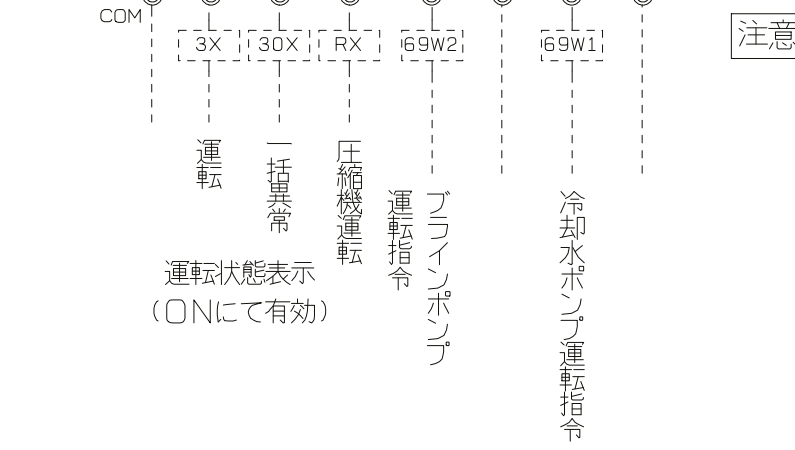 COM
3X
30X
RX
69W2
69W1
注意
運転
一括異常
圧縮機運転
ブラインポンプ
運転指令
冷却水ポンプ運転指令
運転状態表示
(ONにて有効)